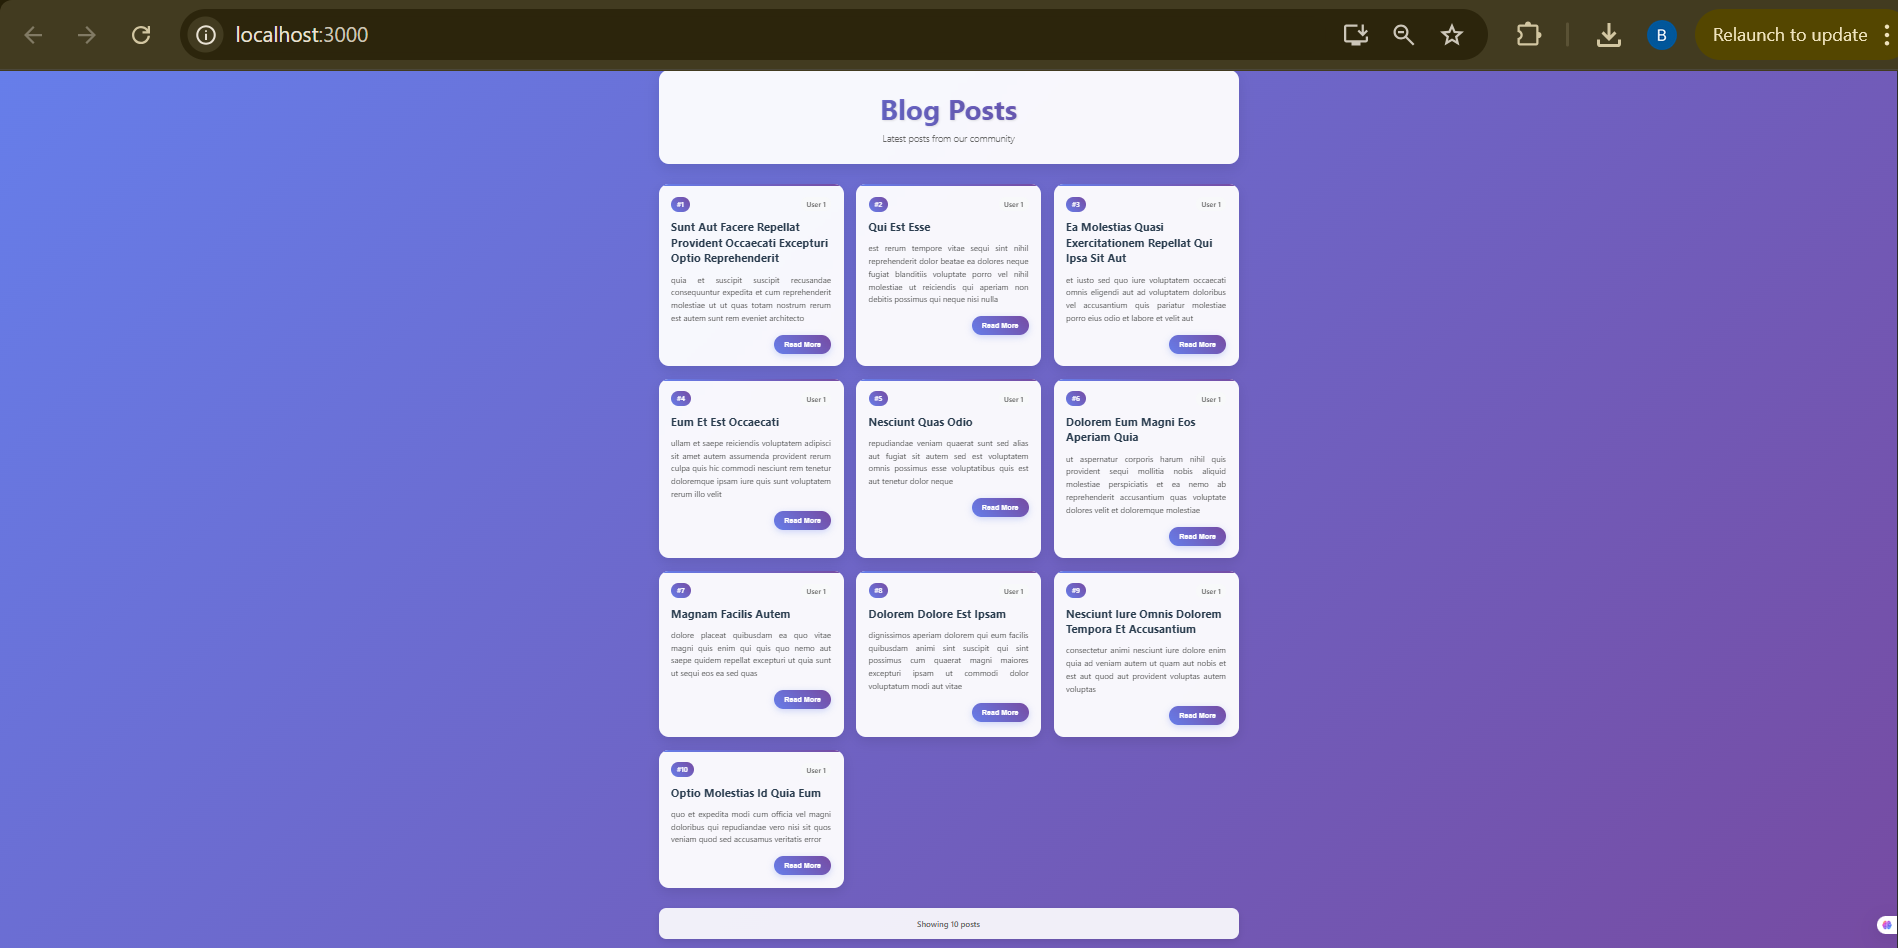 localhost:3000
B
Relaunch to update
Blog Posts
Latest posts from our community
#1
User 1
Sunt Aut Facere Repellat
Provident Occaecati Excepturi
Optio Reprehenderit
quia et suscipit suscipit recusandae
consequuntur expedita et cum reprehenderit
molestiae ut ut quas totam nostrum rerum
est autem sunt rem eveniet architecto
Read More
#2
User 1
Qui Est Esse
est rerum tempore vitae sequi sint nihil
reprehenderit dolor beatae ea dolores neque
fugiat blanditiis voluptate porro vel nihil
molestiae ut reiciendis qui aperiam non
debitis possimus qui neque nisi nulla
Read More
#3
User 1
Ea Molestias Quasi
Exercitationem Repellat Qui
Ipsa Sit Aut
et iusto sed quo iure voluptatem occaecati
omnis eligendi aut ad voluptatem doloribus
vel accusantium quis pariatur molestiae
porro eius odio et labore et velit aut
Read More
#4
User 1
Eum Et Est Occaecati
ullam et saepe reiciendis voluptatem adipisci
sit amet autem assumenda provident rerum
culpa quis hic commodi nesciunt rem tenetur
doloremque ipsam iure quis sunt voluptatem
rerum illo velit
Read More
#5
User 1
Nesciunt Quas Odio
repudiandae veniam quaerat sunt sed alias
aut fugiat sit autem sed est voluptatem
omnis possimus esse voluptatibus quis est
aut tenetur dolor neque
Read More
#6
User 1
Dolorem Eum Magni Eos
Aperiam Quia
ut aspernatur corporis harum nihil quis
provident sequi mollitia nobis aliquid
molestiae perspiciatis et ea nemo ab
reprehenderit accusantium quas voluptate
dolores velit et doloremque molestiae
Read More
#7
User 1
Magnam Facilis Autem
dolore placeat quibusdam ea quo vitae
magni quis enim qui quis quo nemo aut
saepe quidem repellat excepturi ut quia sunt
ut sequi eos ea sed quas
Read More
#8
User 1
Dolorem Dolore Est Ipsam
dignissimos aperiam dolorem qui eum facilis
quibusdam animi sint suscipit qui sint
possimus cum quaerat magni maiores
excepturi ipsam ut commodi dolor
voluptatum modi aut vitae
Read More
#9
User 1
Nesciunt Iure Omnis Dolorem
Tempora Et Accusantium
consectetur animi nesciunt iure dolore enim
quia ad veniam autem ut quam aut nobis et
est aut quod aut provident voluptas autem
voluptas
Read More
#10
User 1
Optio Molestias Id Quia Eum
quo et expedita modi cum officia vel magni
doloribus qui repudiandae vero nisi sit quos
veniam quod sed accusamus veritatis error
Read More
Showing 10 posts